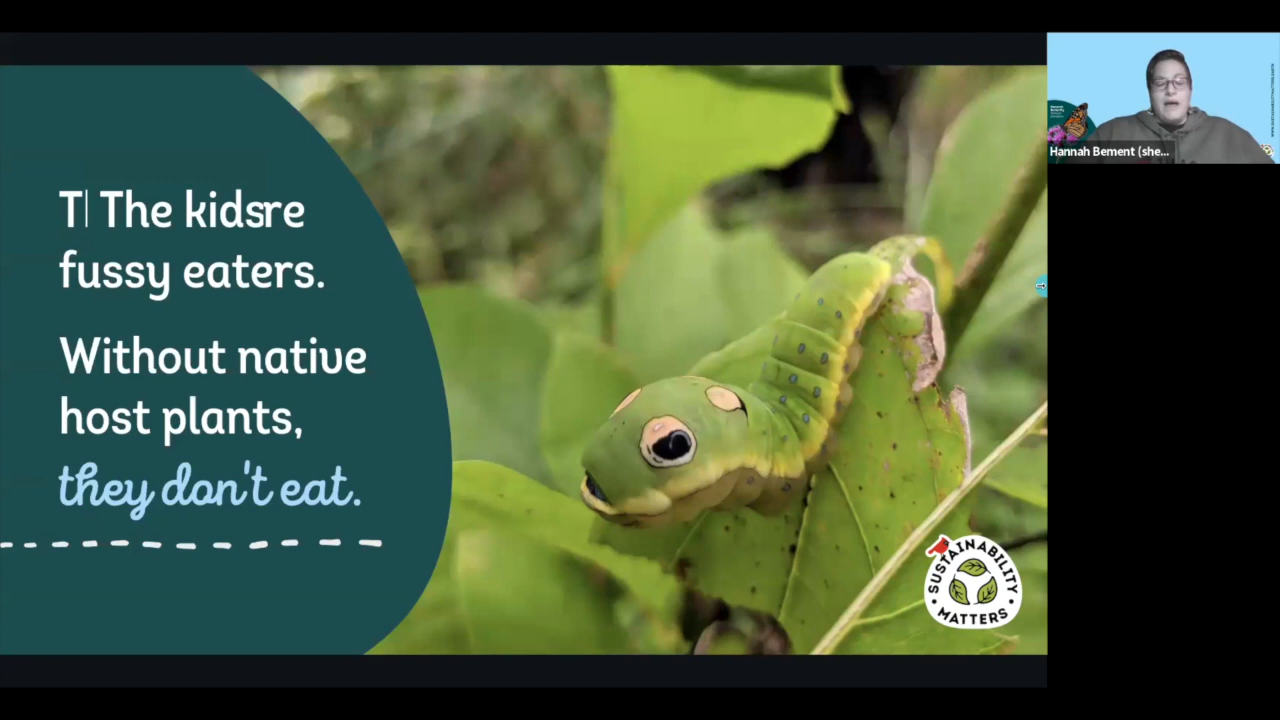 T| The kidsre
fussy eaters.
Without native
host plants,
they don't eat.
SUSTAINABILITY
MATTERS
Hannah Bement (she...